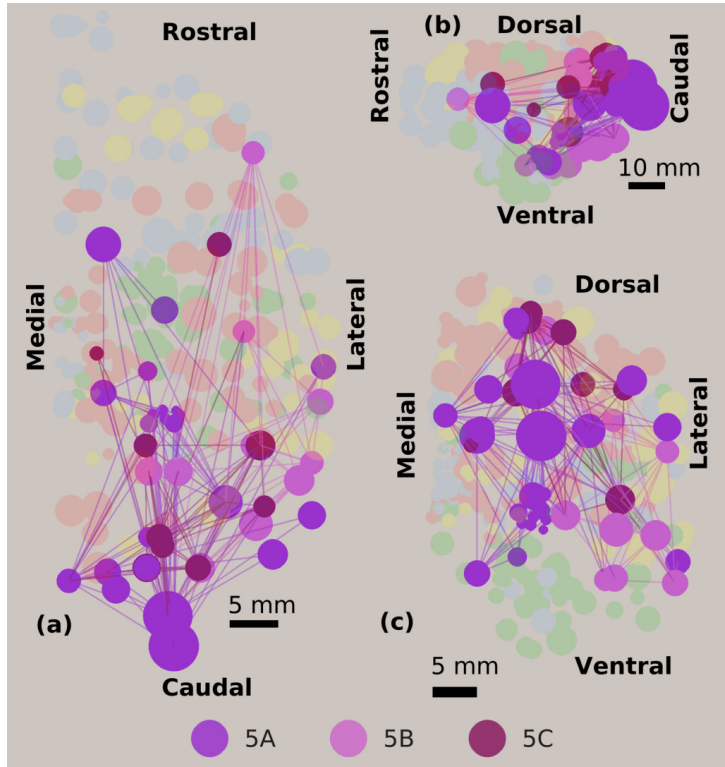 Rostral
Medial
Lateral
5 mm
(a)
Caudal
(b)
Dorsal
Rostral
Caudal
10 mm
Ventral
Dorsal
Medial
Lateral
(c)
5 mm
Ventral
5A
5B
5C